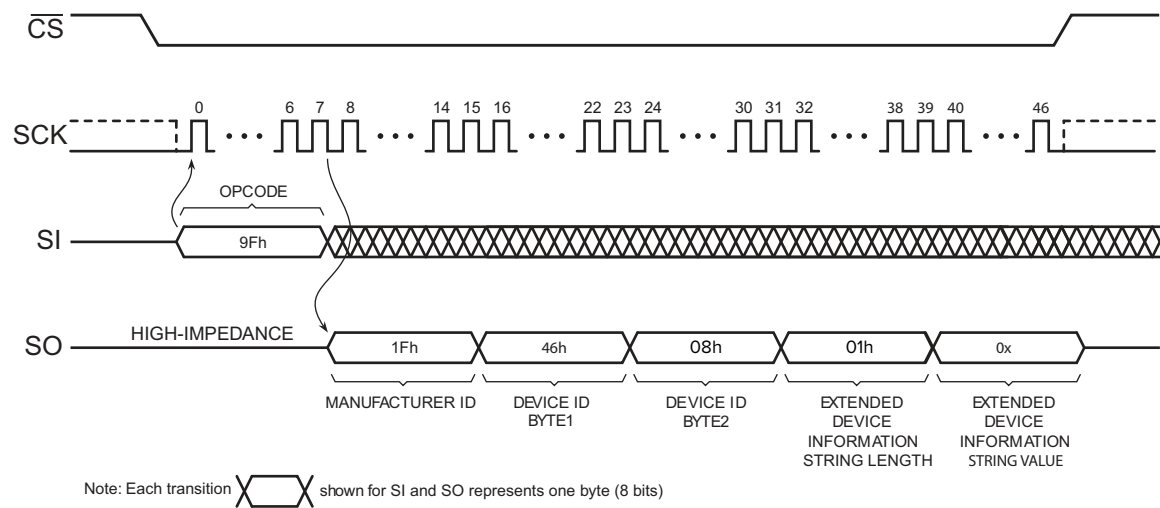 CS
0 6 7 8 14 15 16 22 23 24 30 31 32 38 39 40 46
SCK
OPCODE
SI
9Fh
HIGH-IMPEDANCE
SO
1Fh 46h 08h 01h 0x
MANUFACTURER ID
DEVICE ID
BYTE1
DEVICE ID
BYTE2
EXTENDED
DEVICE
INFORMATION
STRING LENGTH
EXTENDED
DEVICE
INFORMATION
STRING VALUE
Note: Each transition shown for SI and SO represents one byte (8 bits)